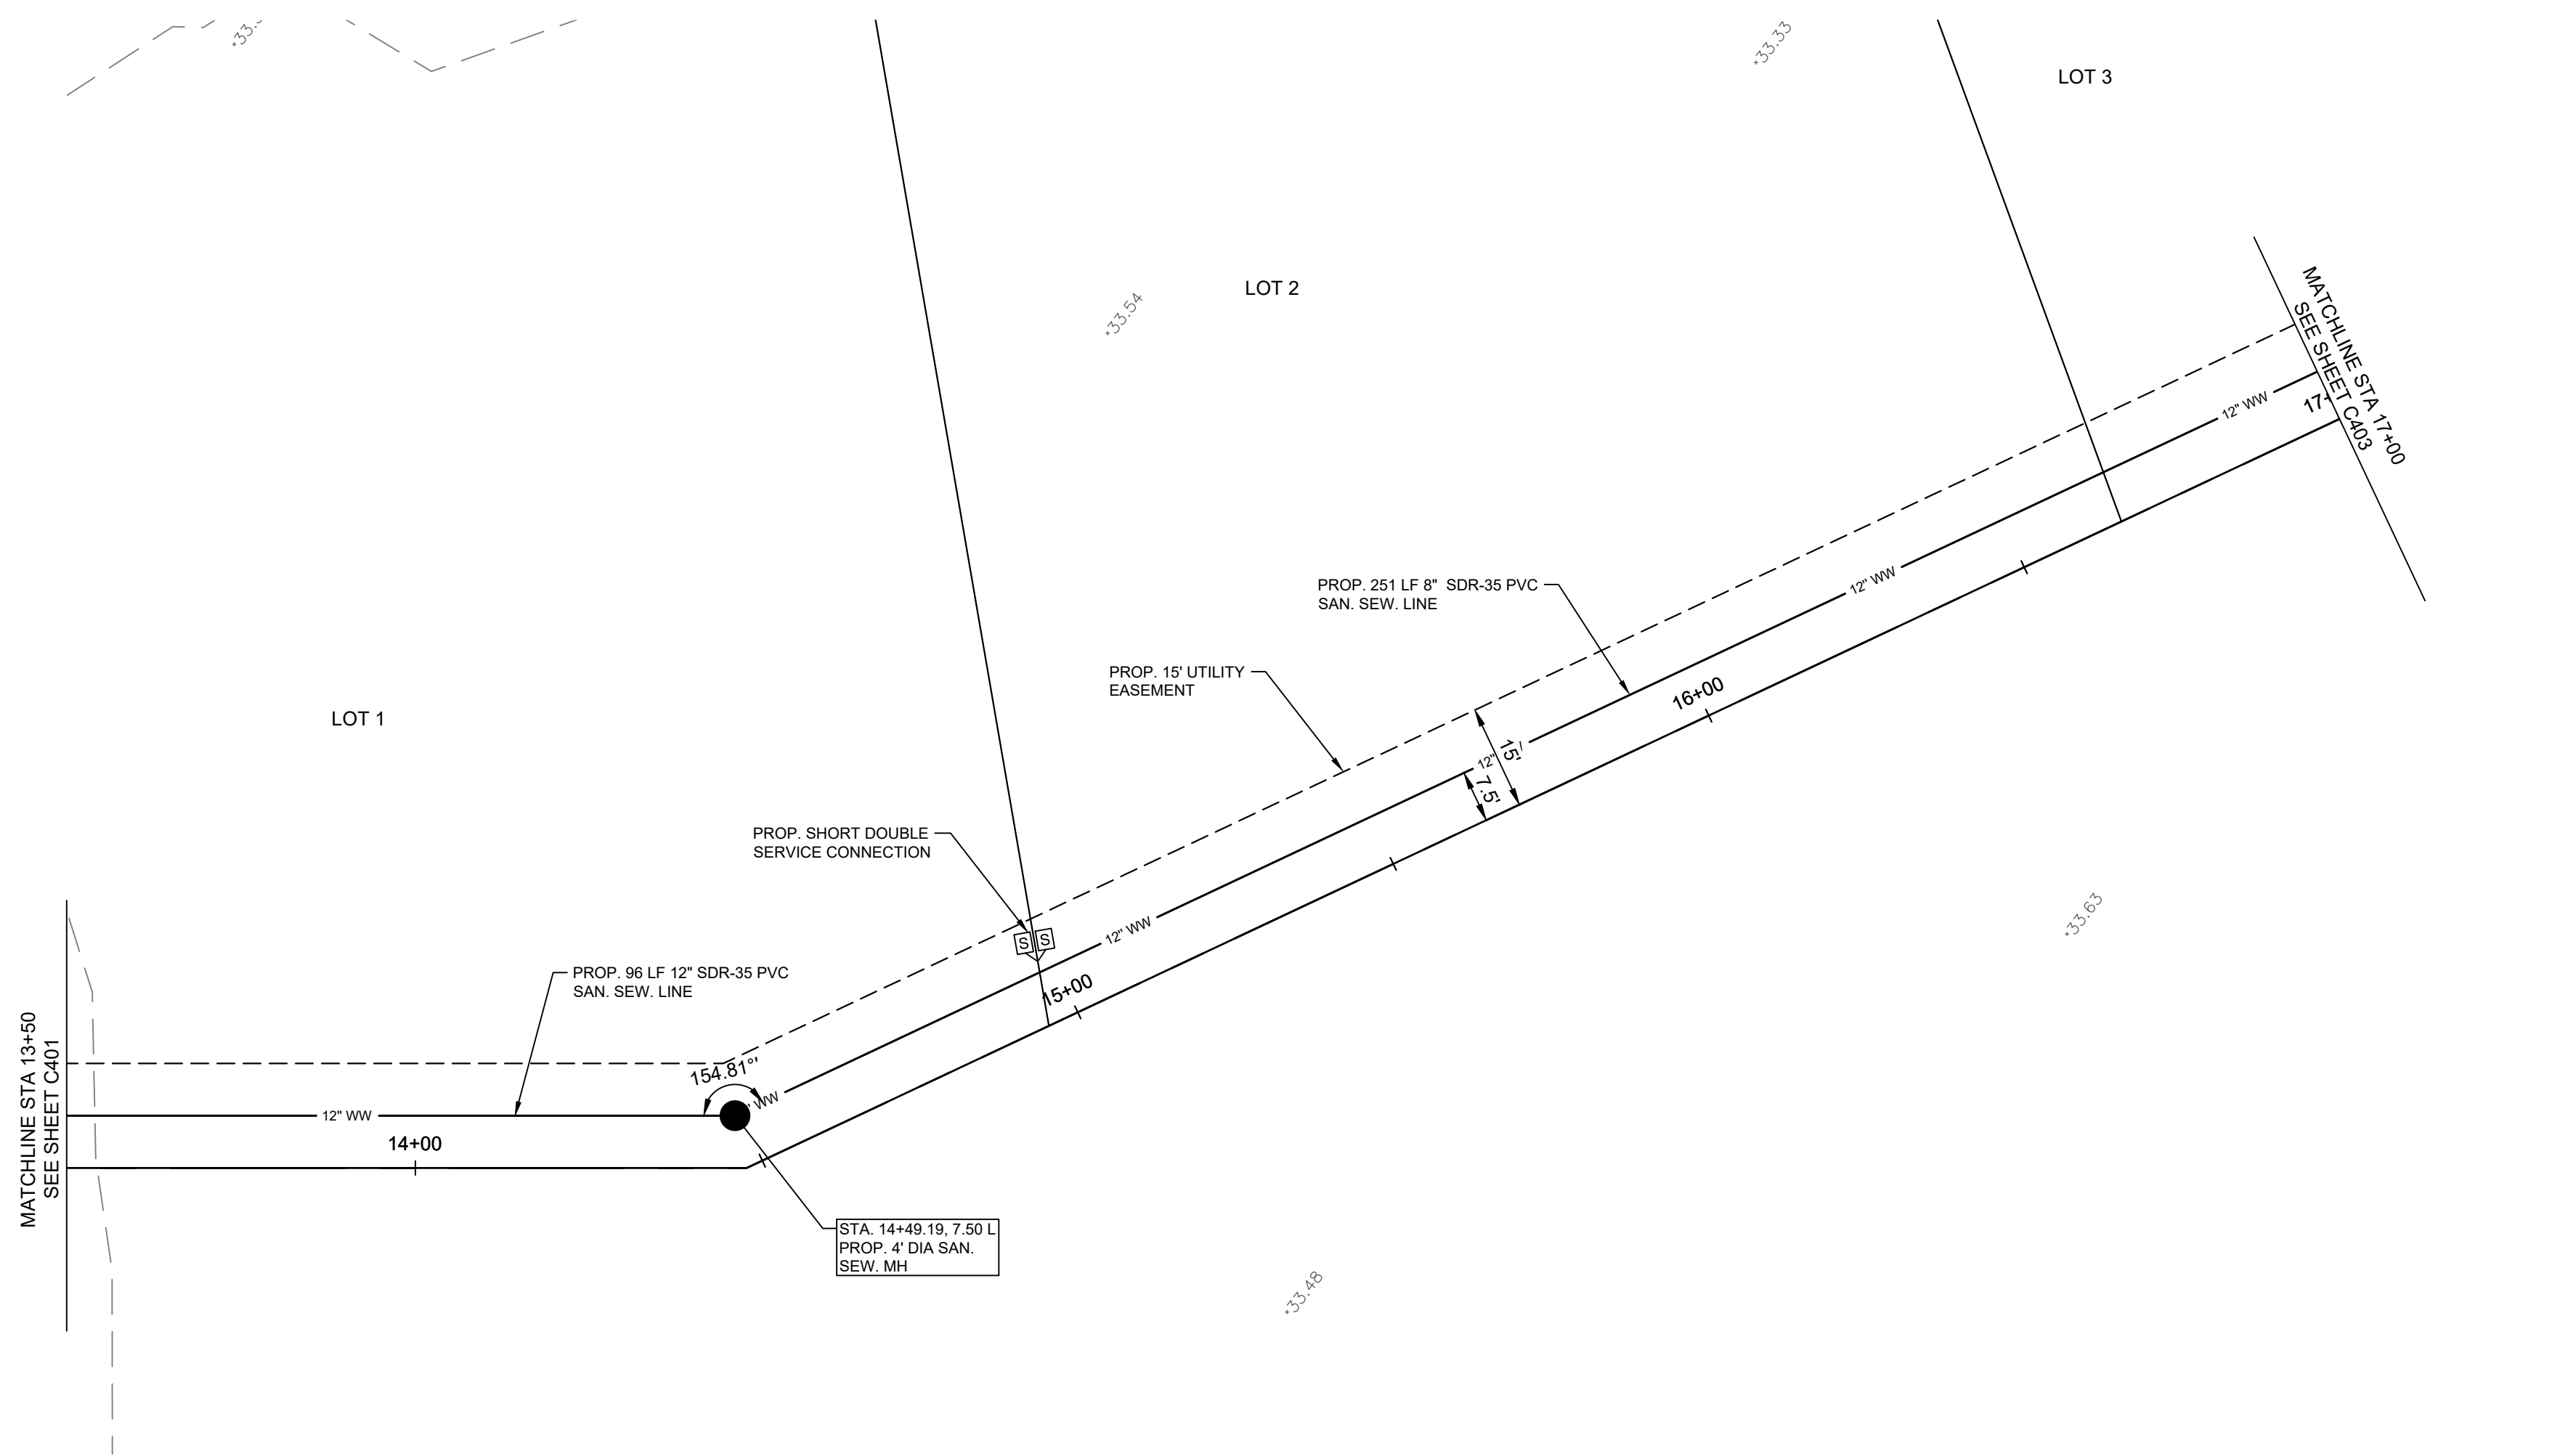 33.33
LOT 3
LOT 2
33.54
MATCHLINE STA 17+00
SEE SHEET C403
12" WW
17+
12" WW
PROP. 251 LF 8" SDR-35 PVC
SAN. SEW. LINE
PROP. 15' UTILITY
EASEMENT
16+00
LOT 1
12"
15'
7.5'
PROP. SHORT DOUBLE
SERVICE CONNECTION
33.63
S S
12" WW
15+00
PROP. 96 LF 12" SDR-35 PVC
SAN. SEW. LINE
MATCHLINE STA 13+50
SEE SHEET C401
154.81°'
WW
12" WW
14+00
STA. 14+49.19, 7.50 L
PROP. 4' DIA SAN.
SEW. MH
33.48